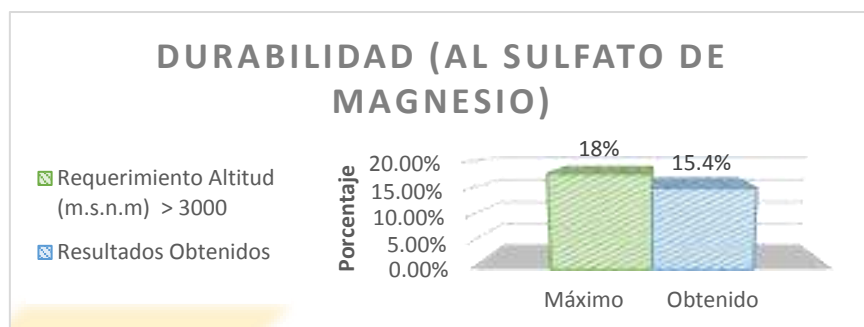 DURABILIDAD (AL SULFATO DE
MAGNESIO)
Requerimiento Altitud
(m.s.n.m) > 3000
Resultados Obtenidos
Porcentaje
20.00%
15.00%
10.00%
5.00%
0.00%
18%
15.4%
Máximo
Obtenido